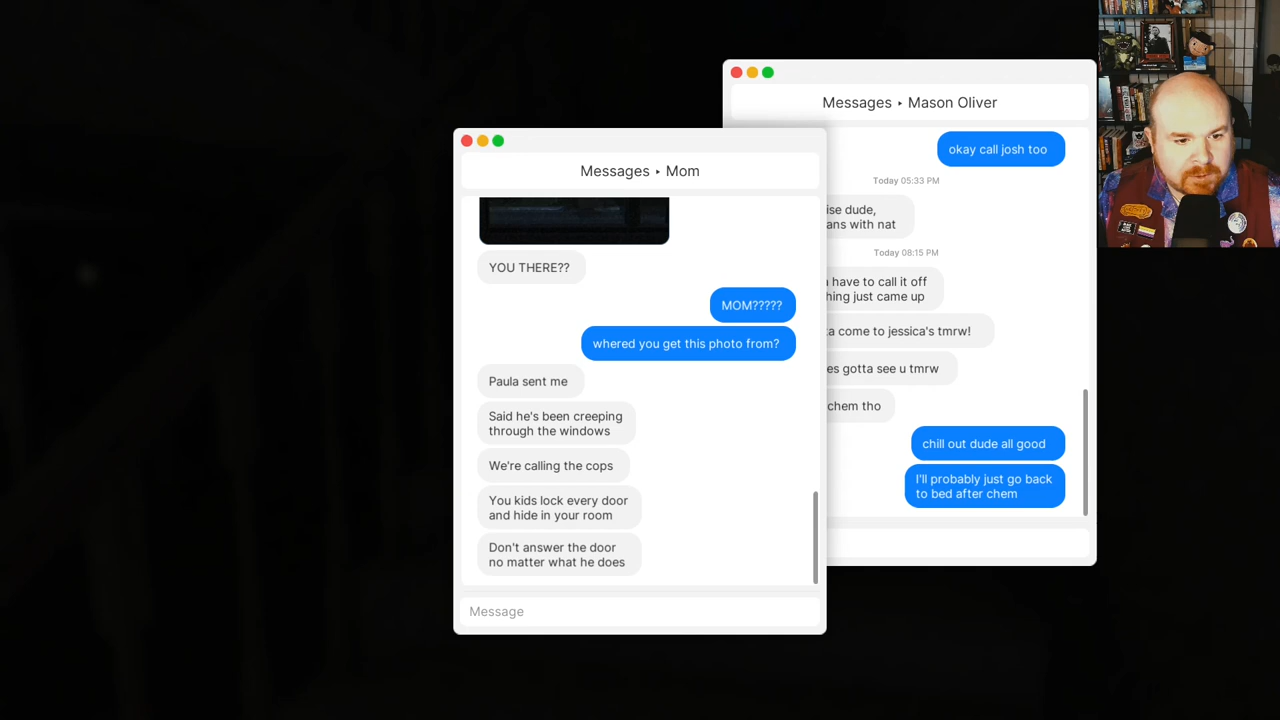 Messages ‣ Mom
YOU THERE??
MOM?????
whered you get this photo from?
Paula sent me
Said he's been creeping
through the windows
We're calling the cops
You kids lock every door
and hide in your room
Don't answer the door
no matter what he does
Message
Messages ‣ Mason Oliver
okay call josh too
Today 05:33 PM
ise dude,
ans with nat
Today 08:15 PM
have to call it off
hing just came up
ta come to jessica's tmrw!
es gotta see u tmrw
chem tho
chill out dude all good
I'll probably just go back
to bed after chem